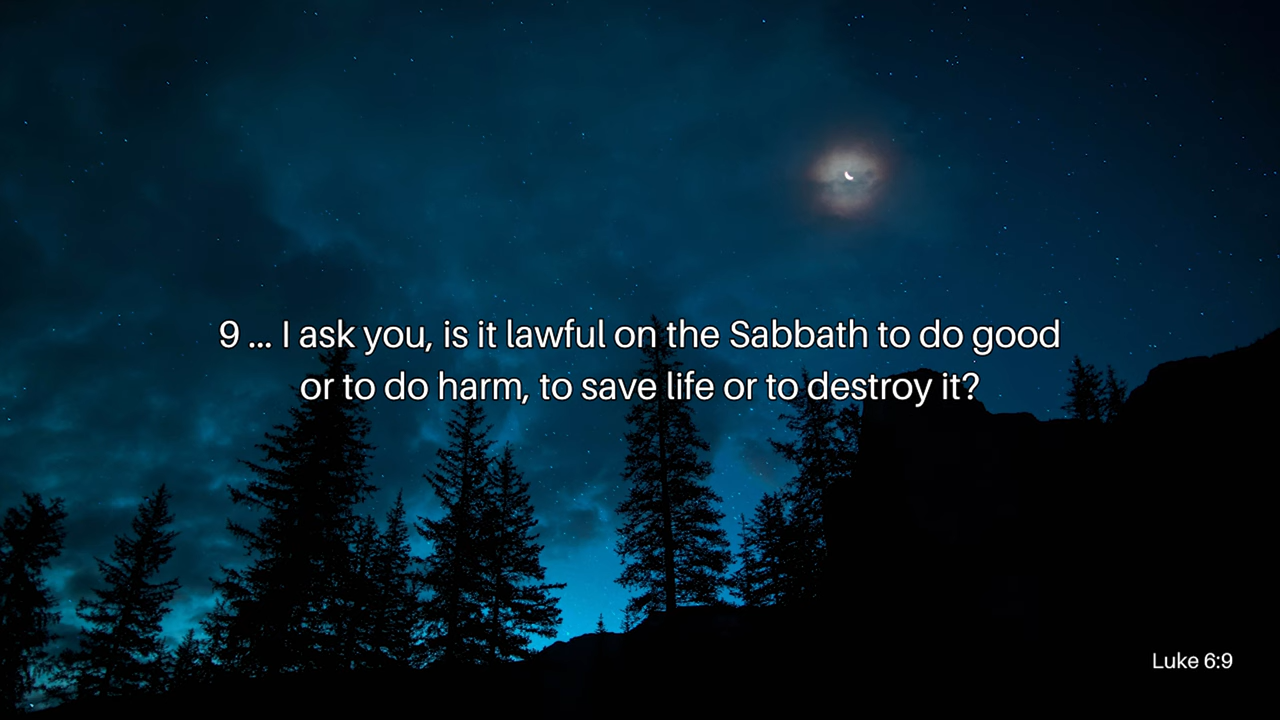 9 ... I ask you, is it lawful on the Sabbath to do good
or to do harm, to save life or to destroy it?
Luke 6:9